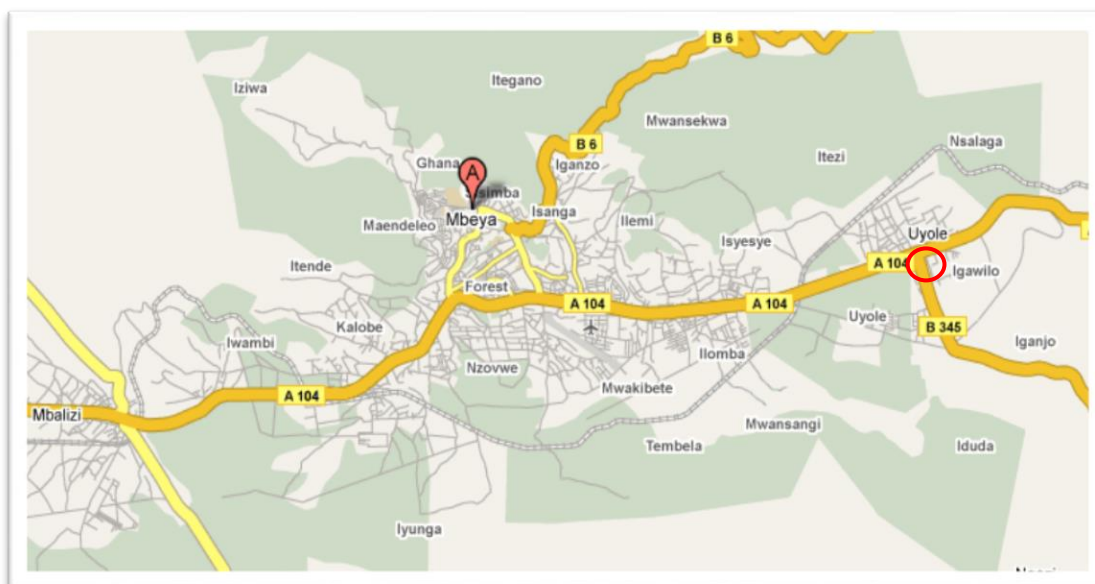 B 6
Itegano
Iziwa
Mwansekwa
B 6
Nsalaga
Itezi
Ghana
Iganzo
A
Sisimba
Isanga
Mbeya
Maendeleo
Ilemi
Uyole
Isyesye
A 104
Igawilo
Itende
Forest
A 104
A 104
Uyole
B 345
Kalobe
Iwambi
Iganjo
Ilomba
Nzovwe
Mwakibete
A 104
Mbalizi
Mwansangi
Tembela
Iduda
Iyunga